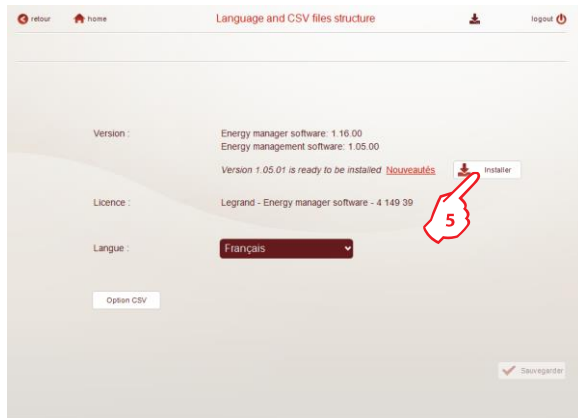 retour home Language and CSV files structure logout
Version : Energy manager software: 1.16.00
Energy management software: 1.05.00
Version 1.05.01 is ready to be installed Nouveautés Installer
Licence : Legrand - Energy manager software - 4 149 39
5
Langue : Français
Option CSV
Sauvegarder